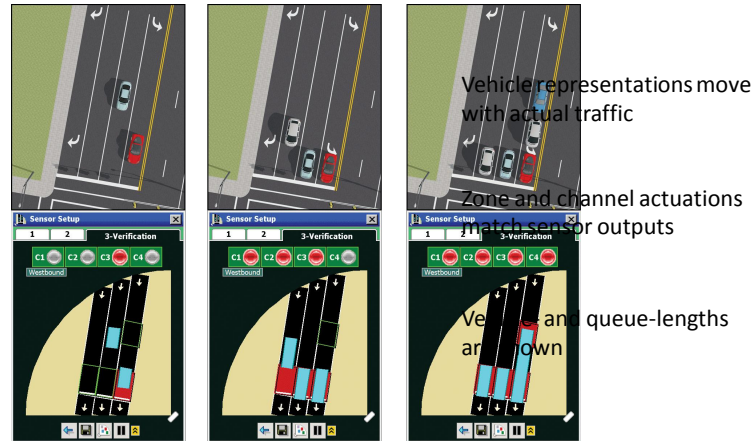 Vehicle representations move
with actual traffic
Zone and channel actuations
match sensor outputs
and queue-lengths
Sensor Setup
1 2 3-Verification
C1 C2 C3 C4
Westbound
Sensor Setup
1 2 3-Verification
C1 C2 C3 C4
Westbound
Sensor Setup
1 2 3-Verification
C1 C2 C3 C4
Westbound